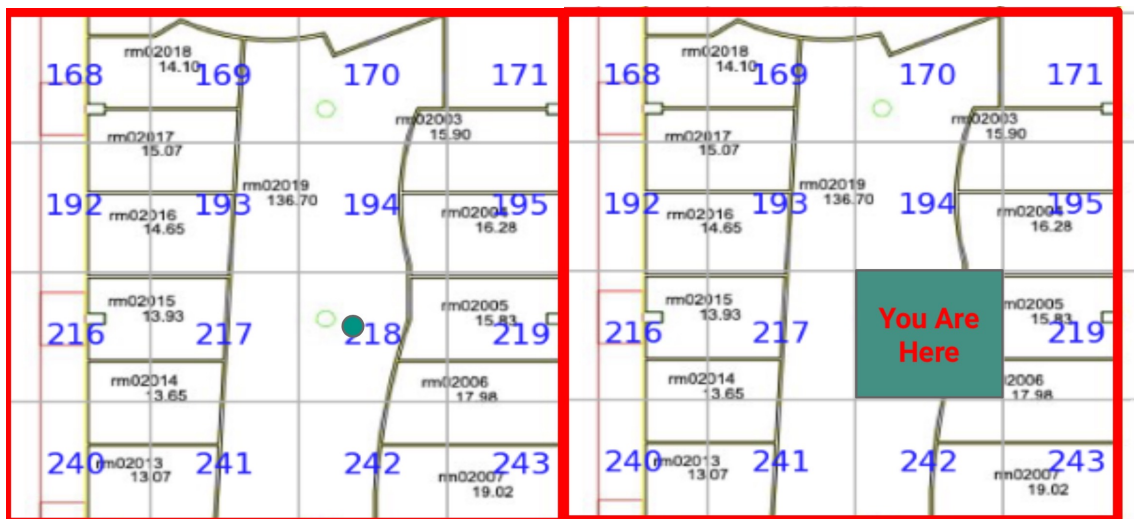 rm02018
14.10
168 169 170 171
rm02003
15.90
rm02017
15.07
rm02019
136.70
192 193 194 195
rm02016
14.65
rm02004
16.28
rm02015
13.93
rm02005
15.83
216 217 218 219
rm02014
13.65
rm02006
17.98
240 241 242 243
rm02013
13.07
rm02007
19.02
rm02018
14.10
168 169 170 171
rm02003
15.90
rm02017
15.07
rm02019
136.70
192 193 194 195
rm02016
14.65
rm02004
16.28
rm02015
13.93
rm02005
15.83
You Are
Here
216 217 219
rm02014
13.65
02006
17.98
240 241 242 243
rm02013
13.07
rm02007
19.02